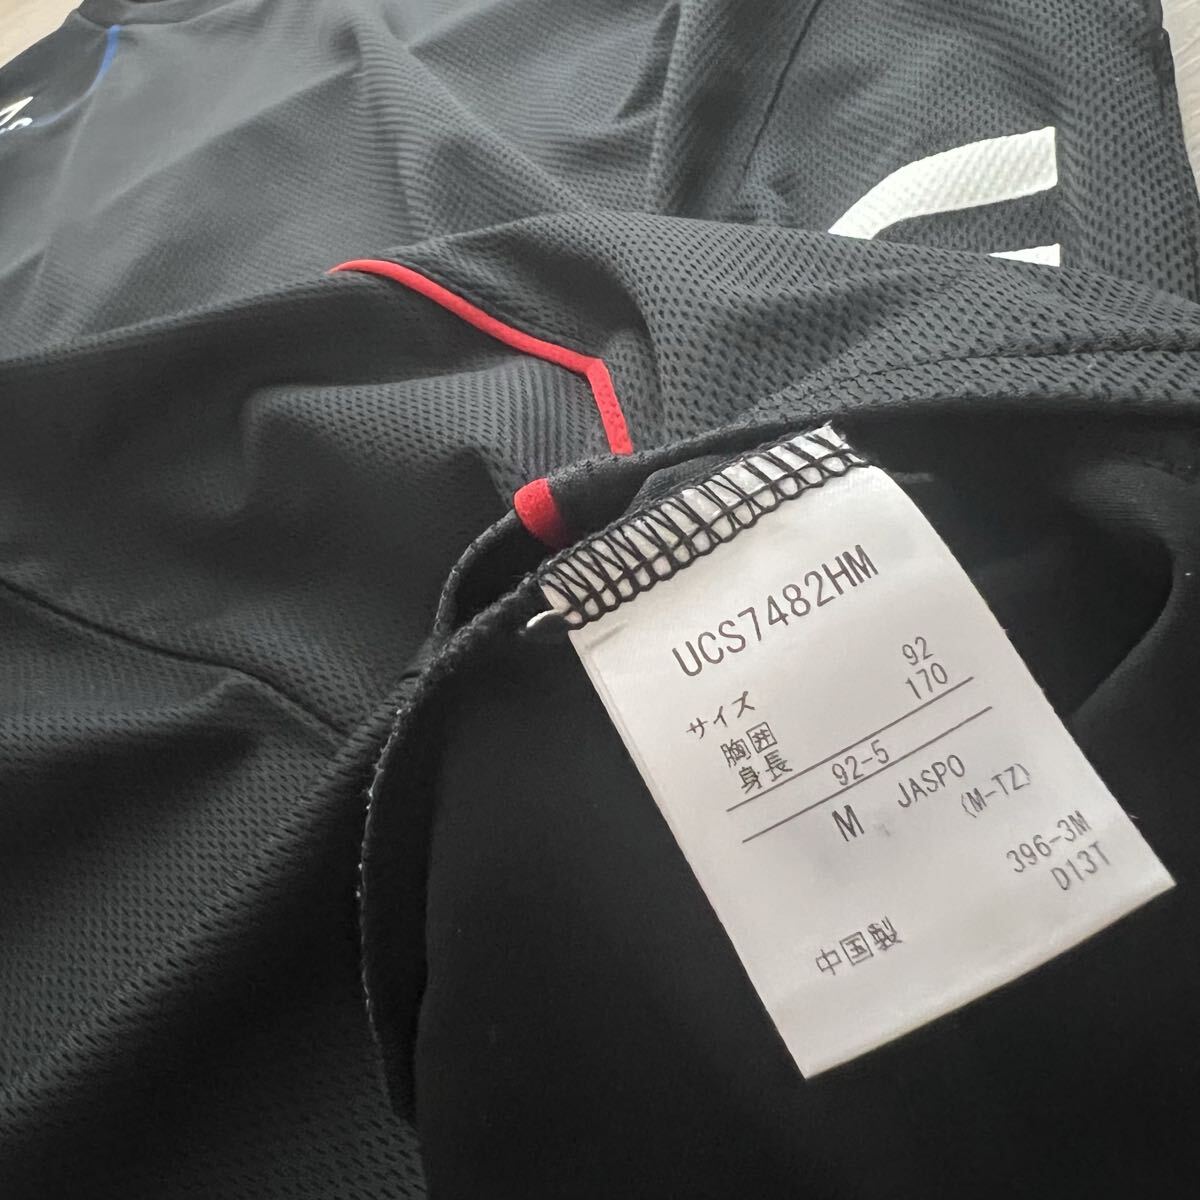 UCS7482HM
サイズ
胸囲 92
身長 170
92-5
M JASPO
(M-TZ)
396-3M
D13T
中国製